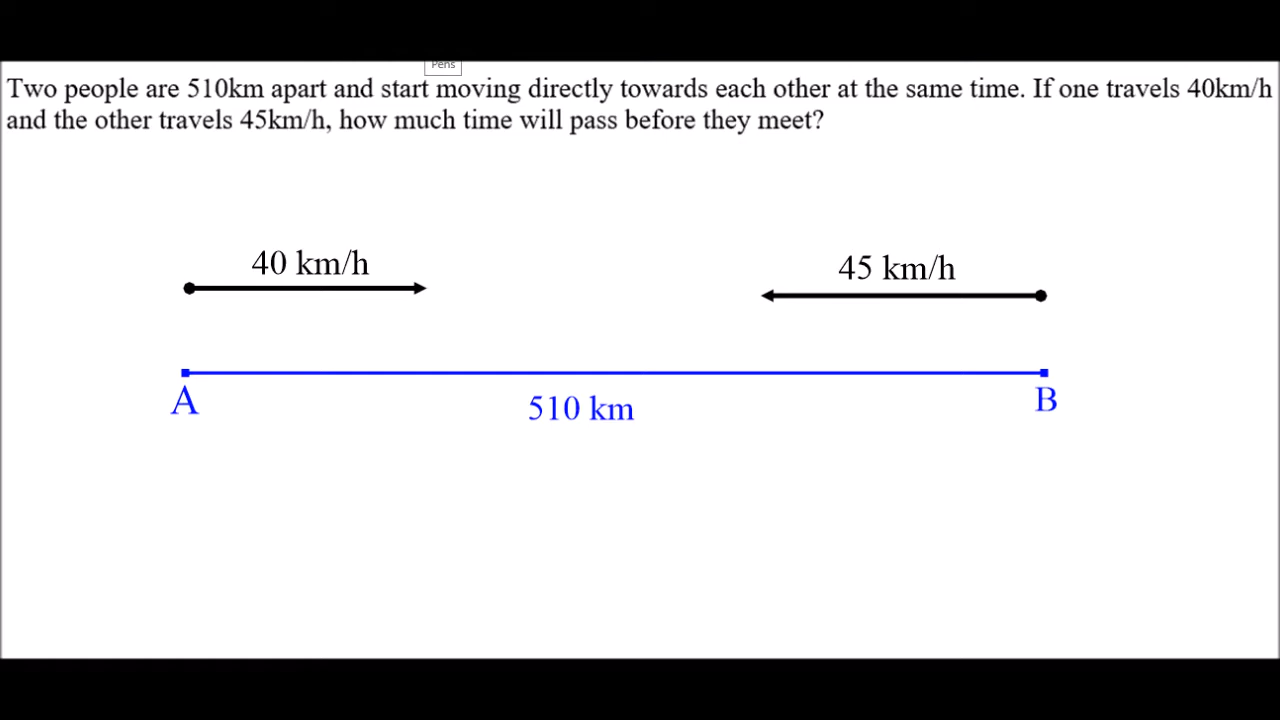 Pens
Two people are 510km apart and start moving directly towards each other at the same time. If one travels 40km/h
and the other travels 45km/h, how much time will pass before they meet?
40 km/h
45 km/h
A
510 km
B